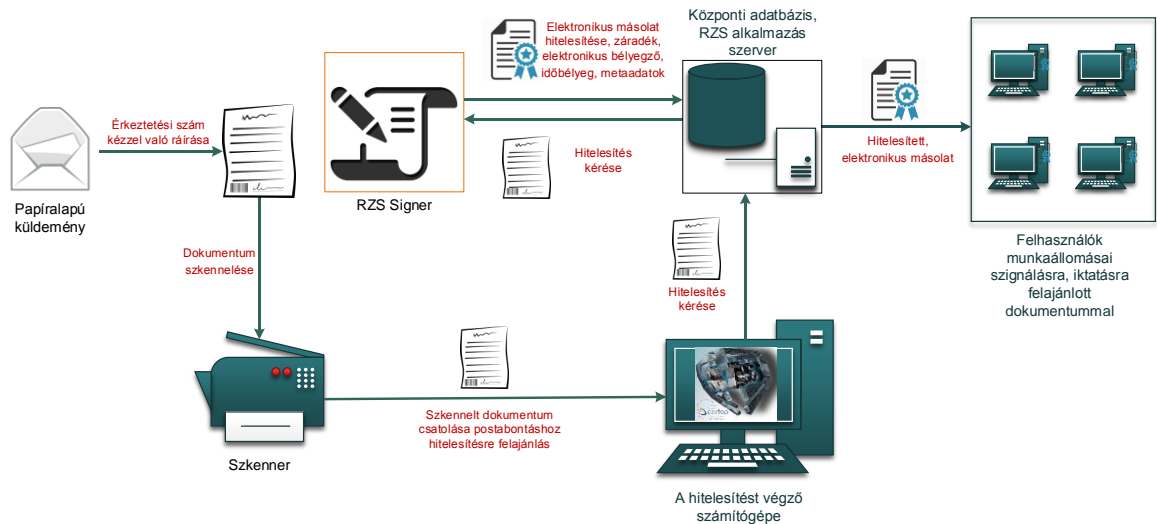 Papíralapú
küldemény
Érkeztetési szám
kézzel való ráírása
Dokumentum
szkennelése
Szkenner
Szkennelt dokumentum
csatolása postabontáshoz
hitelesítésre felajánlás
A hitelesítést végző
számítógépe
certop
Hitelesítés
kérése
Központi adatbázis,
RZS alkalmazás
szerver
Hitelesítés
kérése
RZS Signer
Elektronikus másolat
hitelesítése, záradék,
elektronikus bélyegző,
időbélyeg, metaadatok
Hitelesített,
elektronikus másolat
Felhasználók
munkaállomásai
szignálásra, iktatásra
felajánlott
dokumentummal